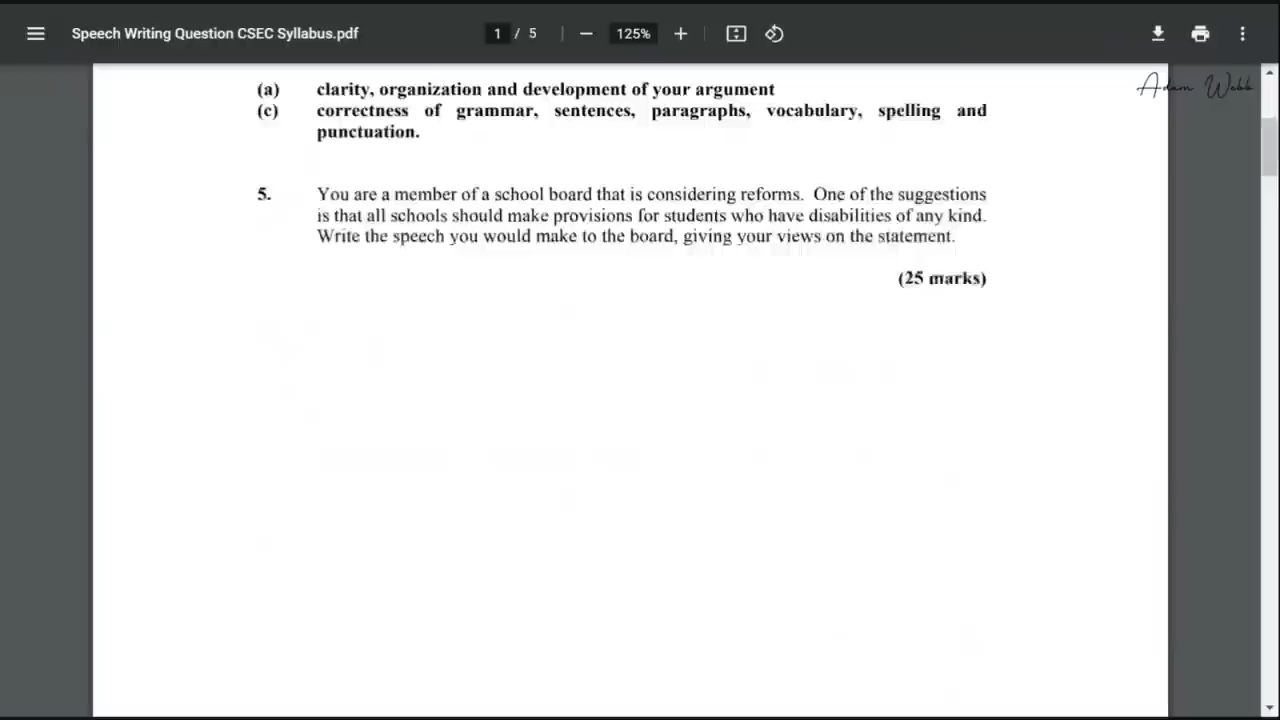 Speech Writing Question CSEC Syllabus.pdf 1 / 5 125%
Adam Webb
(a) clarity, organization and development of your argument
(c) correctness of grammar, sentences, paragraphs, vocabulary, spelling and
punctuation.
5. You are a member of a school board that is considering reforms. One of the suggestions
is that all schools should make provisions for students who have disabilities of any kind.
Write the speech you would make to the board, giving your views on the statement.
(25 marks)